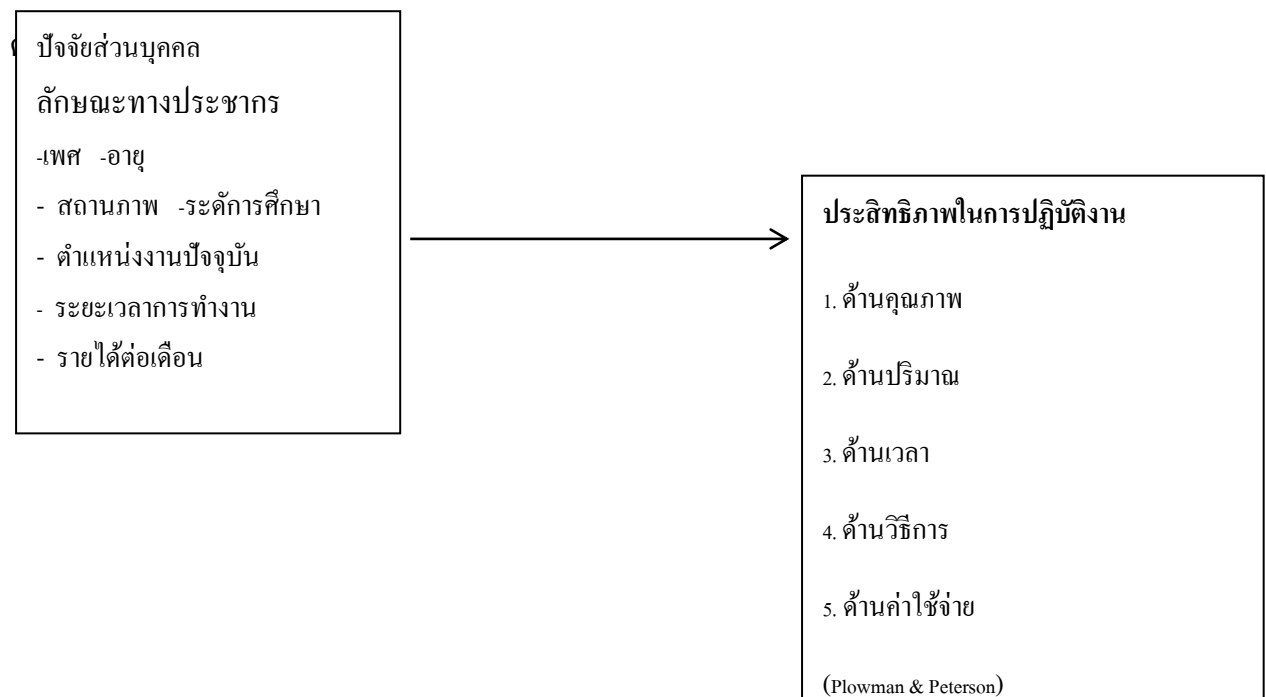 ปัจจัยส่วนบุคคล
ลักษณะทางประชากร
-เพศ -อายุ
- สถานภาพ -ระดัการศึกษา
- ตำแหน่งงานปัจจุบัน
- ระยะเวลาการทำงาน
- รายได้ต่อเดือน
ประสิทธิภาพในการปฏิบัติงาน
1. ด้านคุณภาพ
2. ด้านปริมาณ
3. ด้านเวลา
4. ด้านวิธีการ
5. ด้านค่าใช้จ่าย
(Plowman & Peterson)